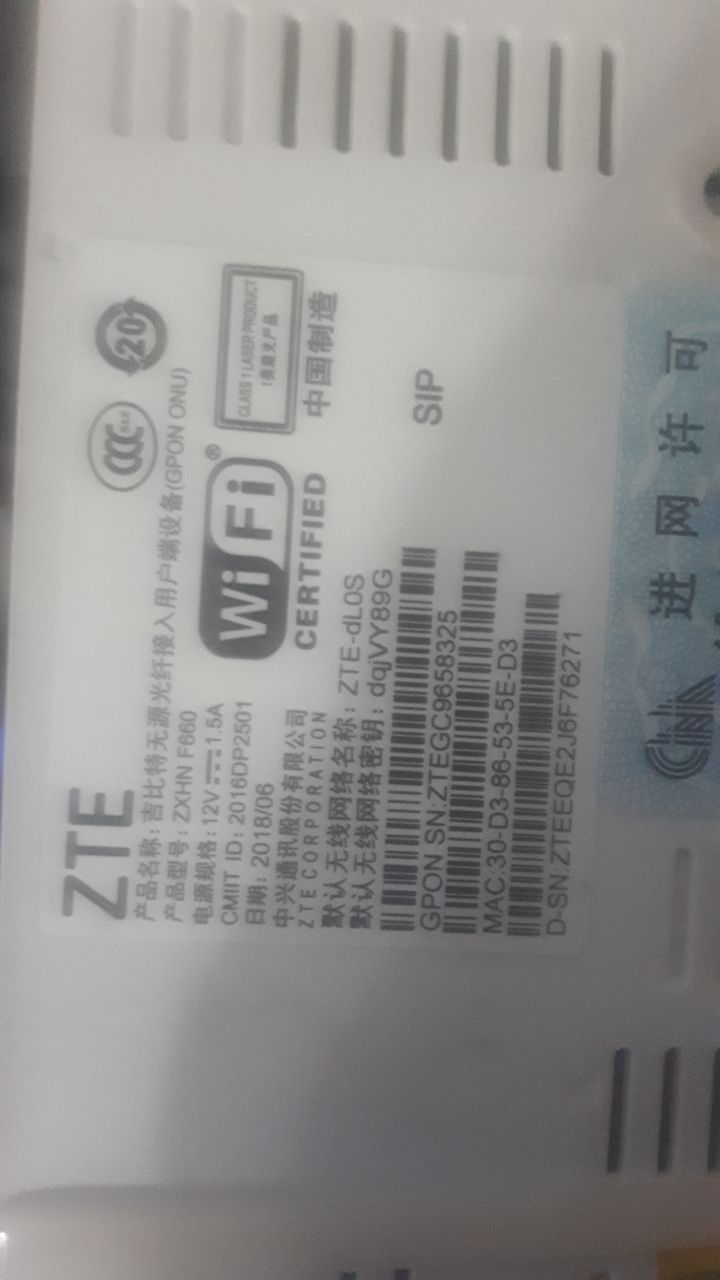 ZTE
产品名称：吉比特无源光纤接入用户端设备(GPON ONU)
产品型号：ZXHN F660
电源规格：12V 1.5A
CMIIT ID：2016DP2501
日期：2018/06
中兴通讯股份有限公司
ZTE CORPORATION
默认无线网络名称：ZTE-dL0S
默认无线网络密钥：dqjVY89G
GPON SN:ZTEGC9658325
MAC:30-D3-86-53-5E-D3
D-SN:ZTEEQE2J6F76271
CCC
20
WiFi®
CERTIFIED
CLASS 1 LASER PRODUCT
1类激光产品
中国制造
SIP
进网许可